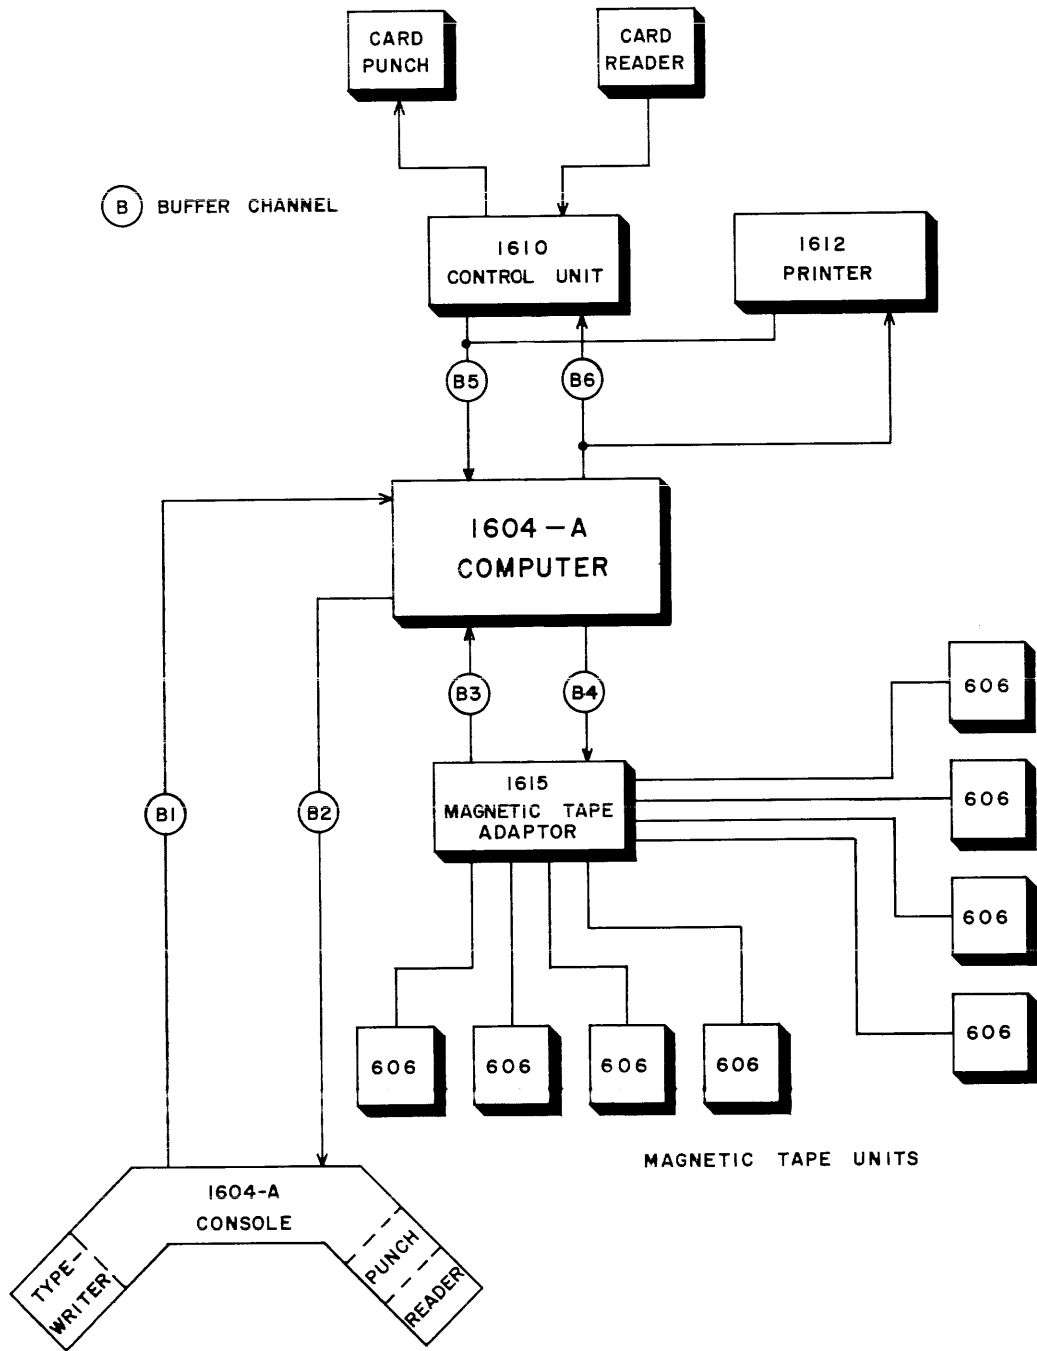 CARD
PUNCH
CARD
READER
B BUFFER CHANNEL
1610
CONTROL UNIT
1612
PRINTER
B5
B6
1604-A
COMPUTER
B3
B4
606
1615
MAGNETIC TAPE
ADAPTOR
606
B1
B2
606
606
606
606
606
606
MAGNETIC TAPE UNITS
1604-A
CONSOLE
TYPE-
WRITER
PUNCH
READER